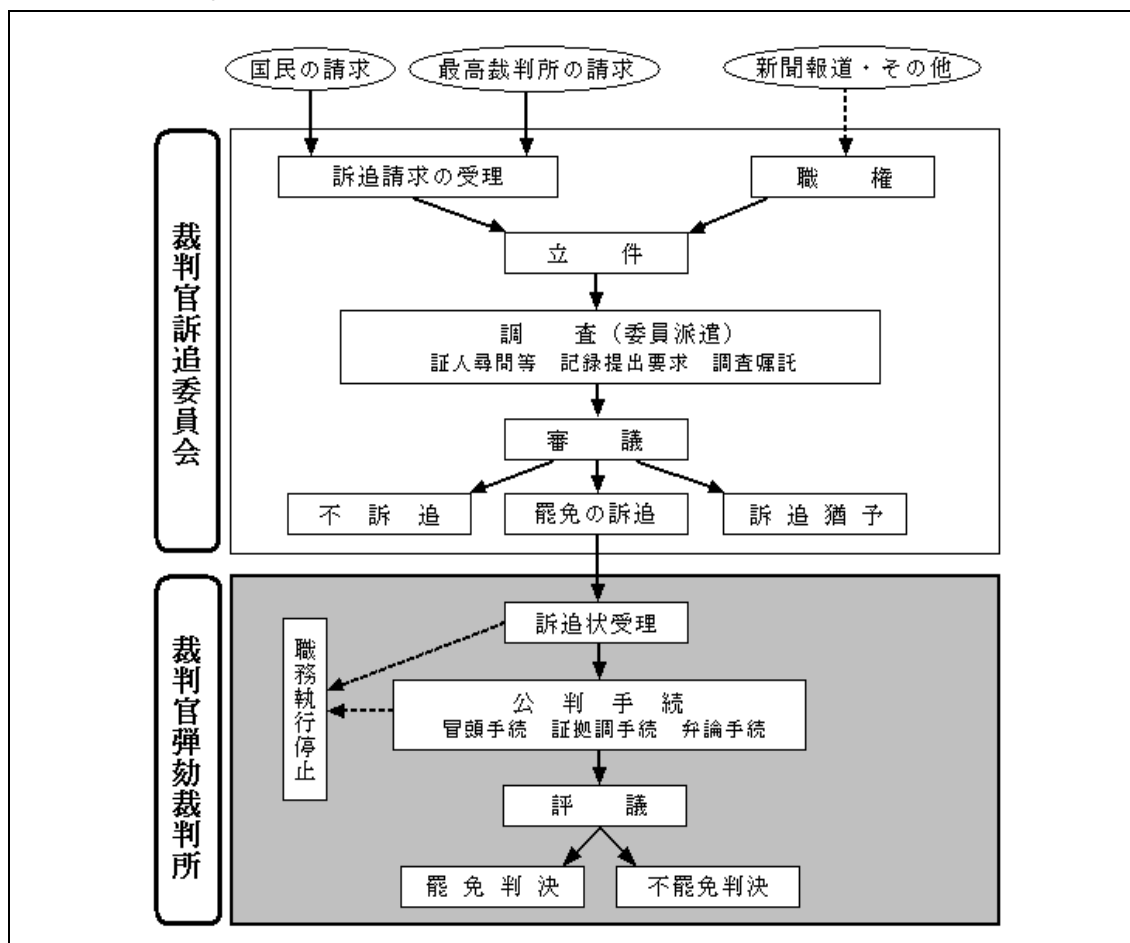 国民の請求
最高裁判所の請求
新聞報道・その他
裁判官訴追委員会
訴追請求の受理
職権
立件
調査(委員派遣)
証人尋問等 記録提出要求 調査嘱託
審議
不訴追
罷免の訴追
訴追猶予
裁判官弾劾裁判所
訴追状受理
職務執行停止
公判手続
冒頭手続 証拠調手続 弁論手続
評議
罷免判決
不罷免判決